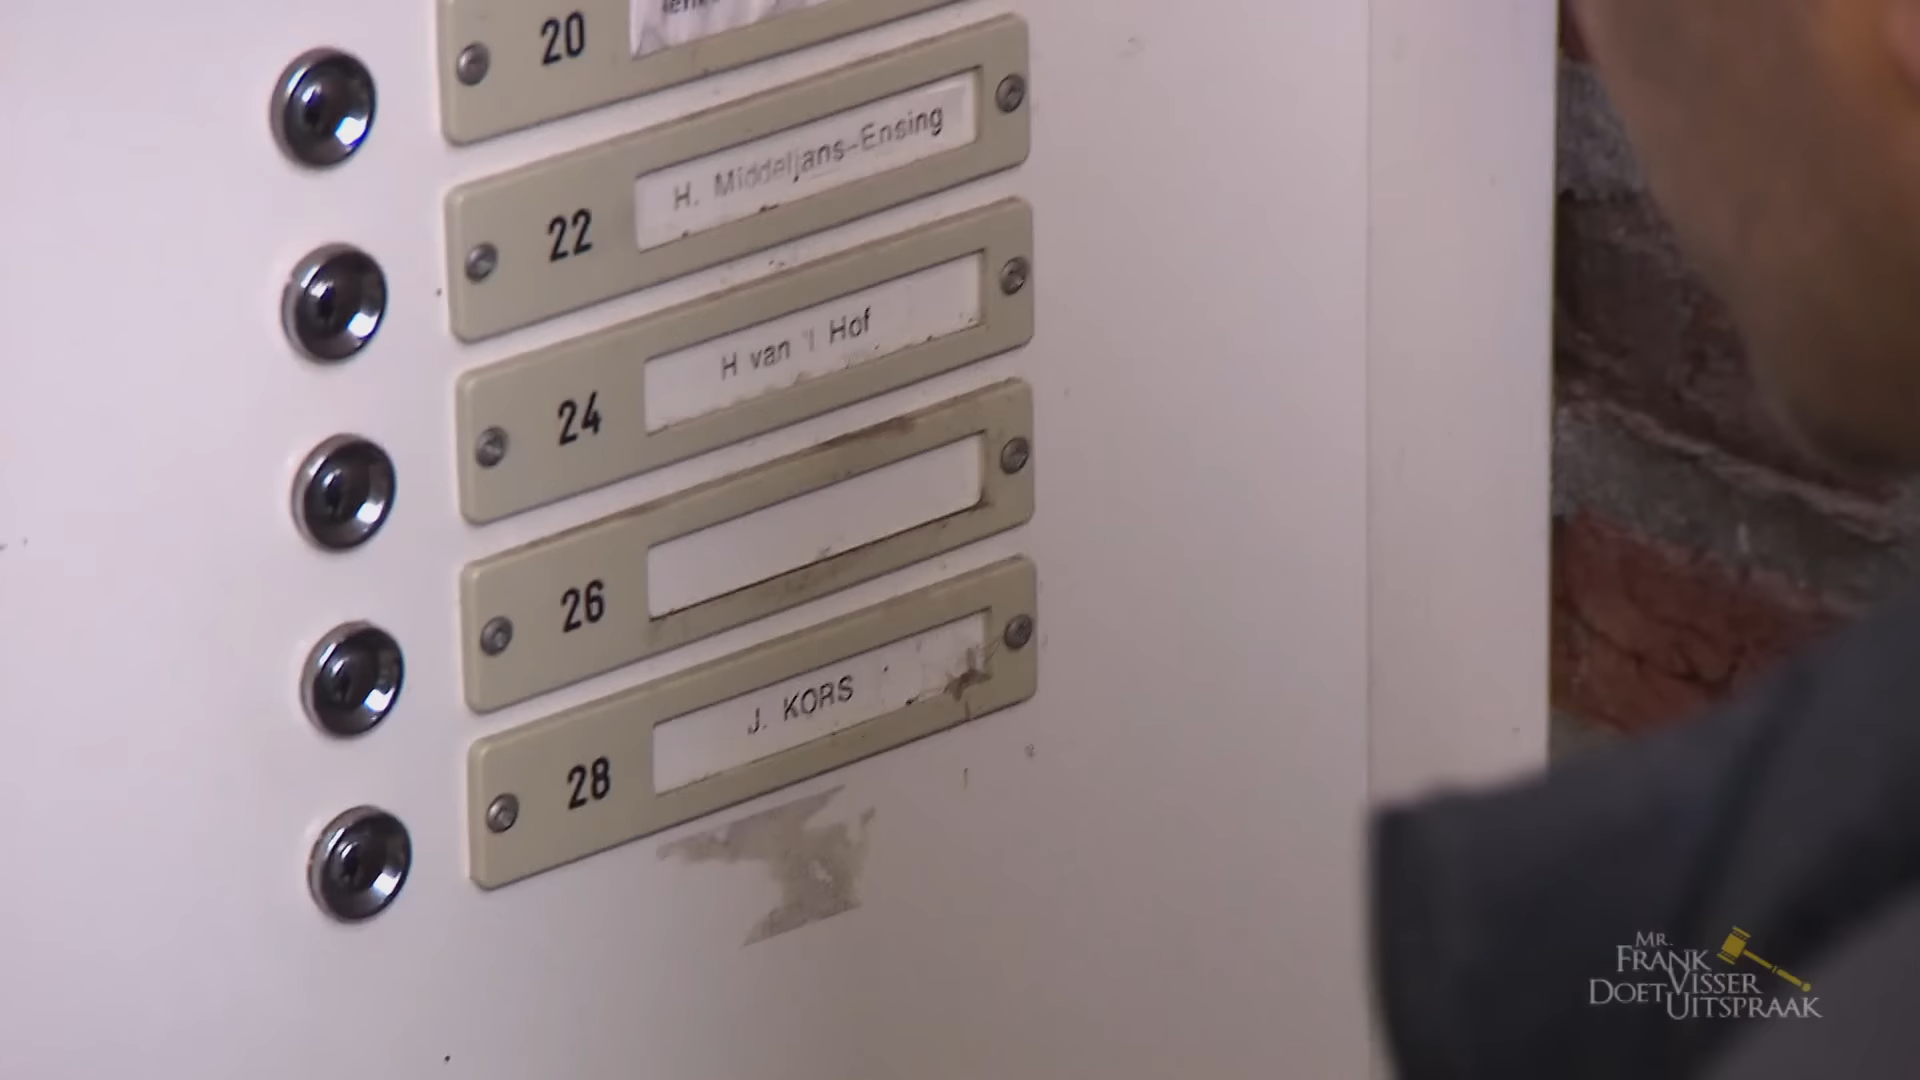 20
22
H. Middeljans-Ensing
24
H van 't Hof
26
28
J. KORS
MR.
FRANK
VISSER
DOET
UITSPRAAK